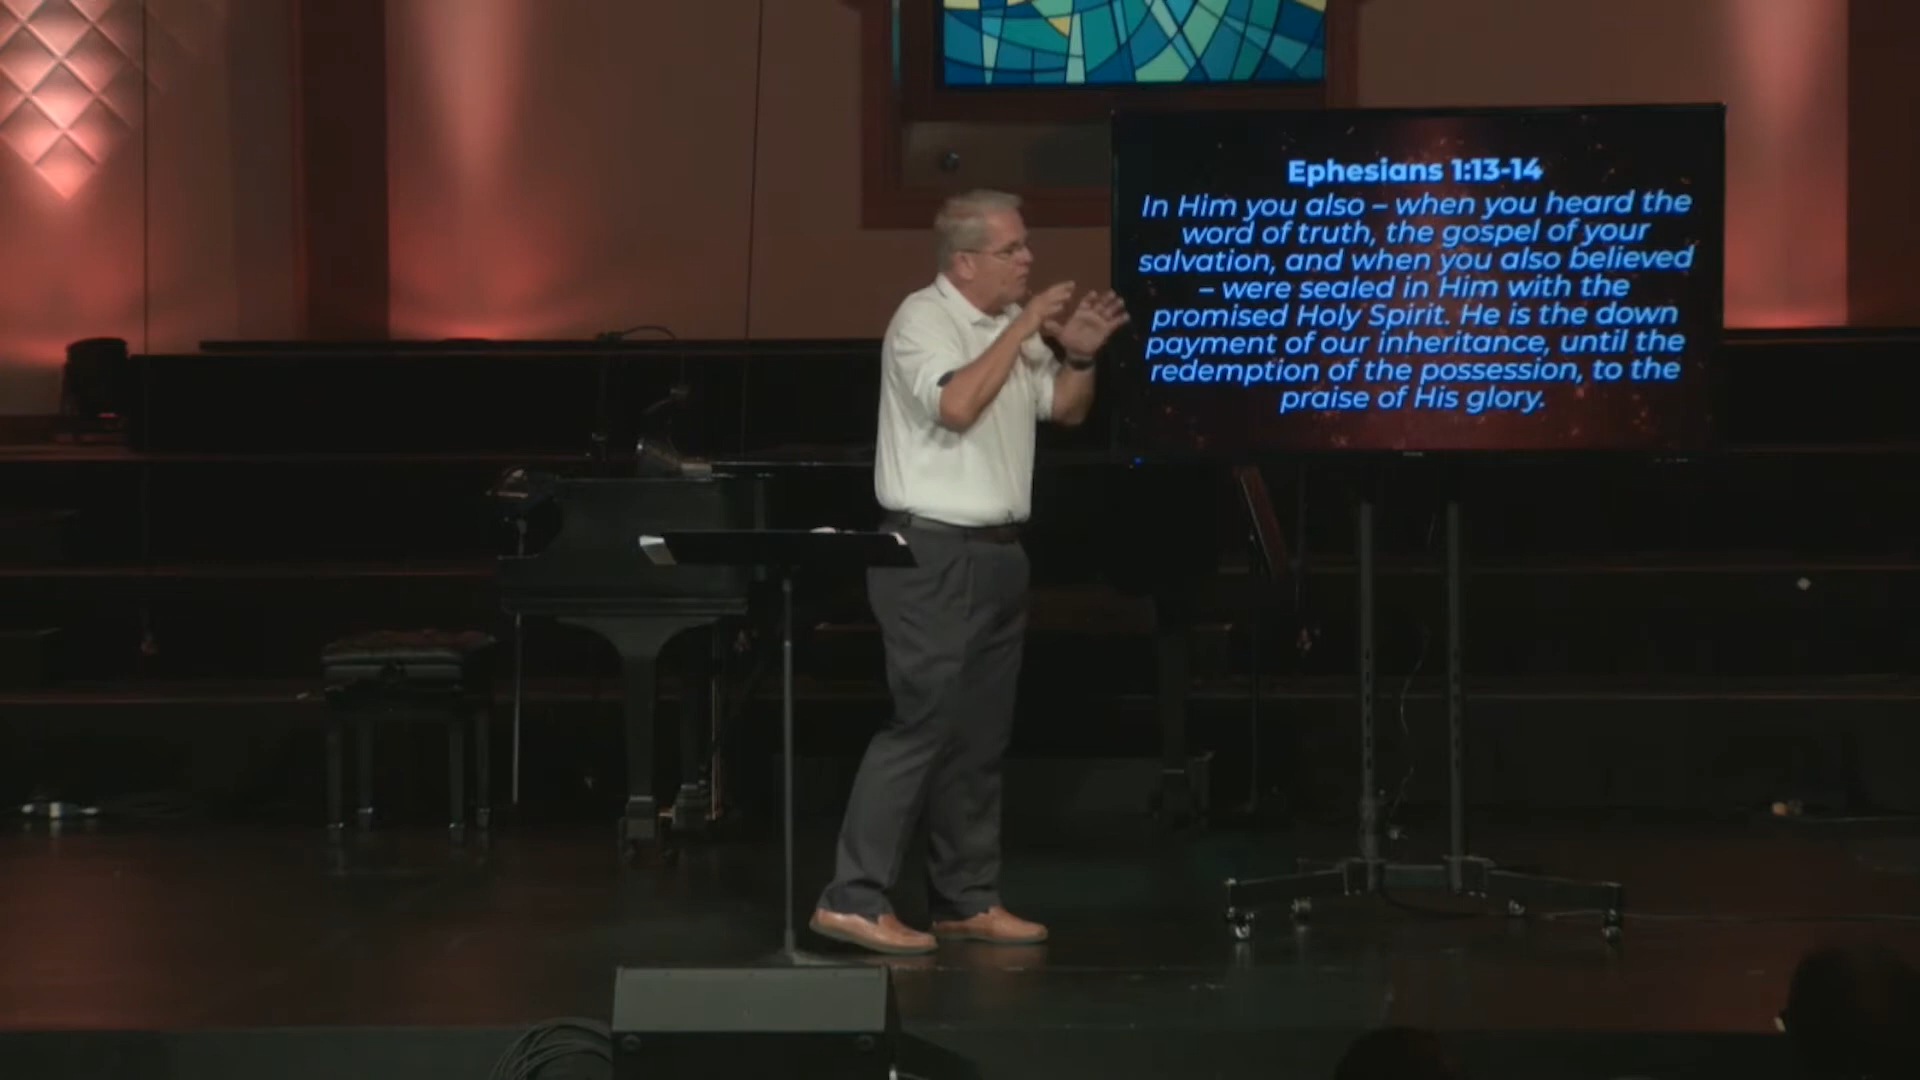 Ephesians 1:13-14
In Him you also – when you heard the
word of truth, the gospel of your
salvation, and when you also believed
– were sealed in Him with the
promised Holy Spirit. He is the down
payment of our inheritance, until the
redemption of the possession, to the
praise of His glory.